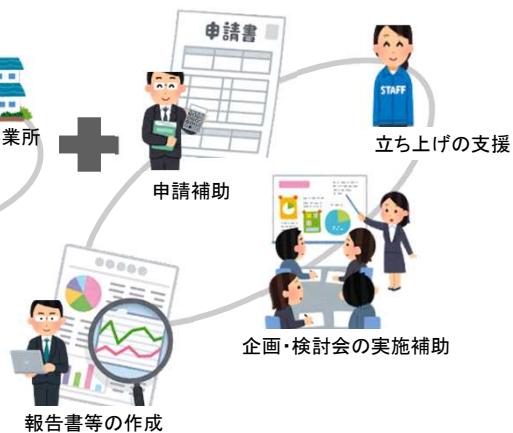 申請書
STAFF
業所
立ち上げの支援
申請補助
企画・検討会の実施補助
報告書等の作成